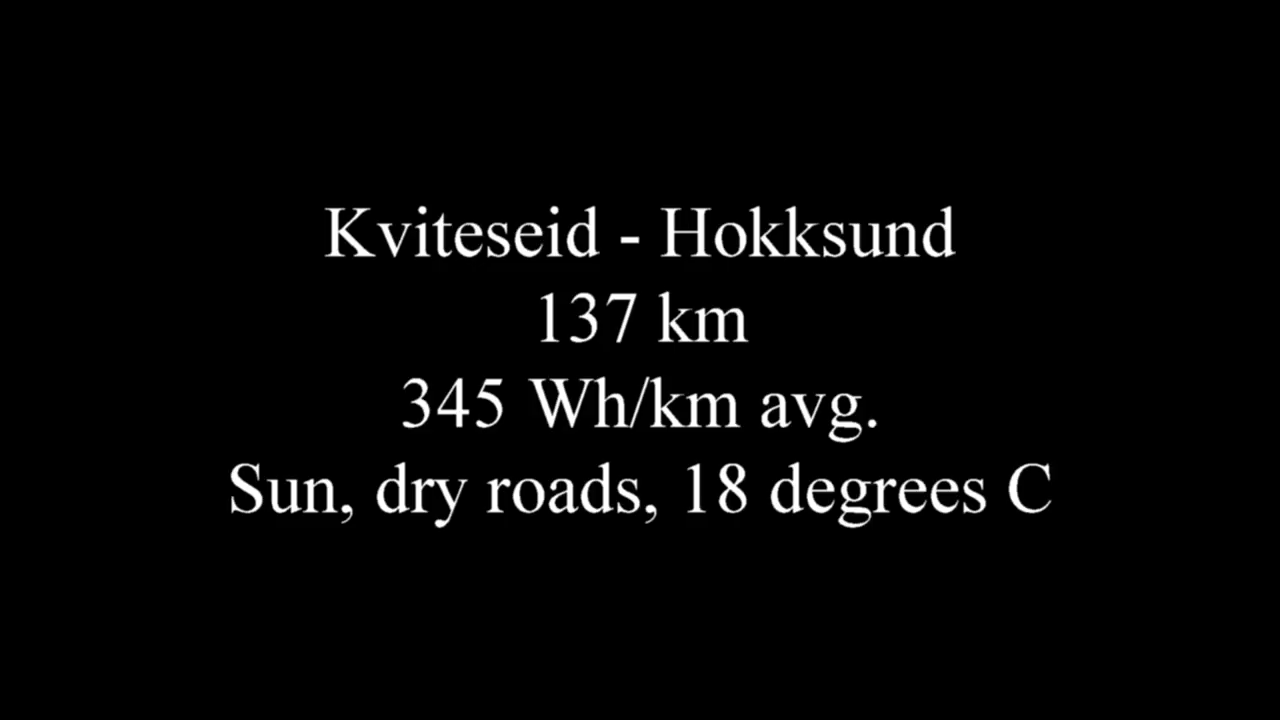 Kviteseid - Hokksund
137 km
345 Wh/km avg.
Sun, dry roads, 18 degrees C